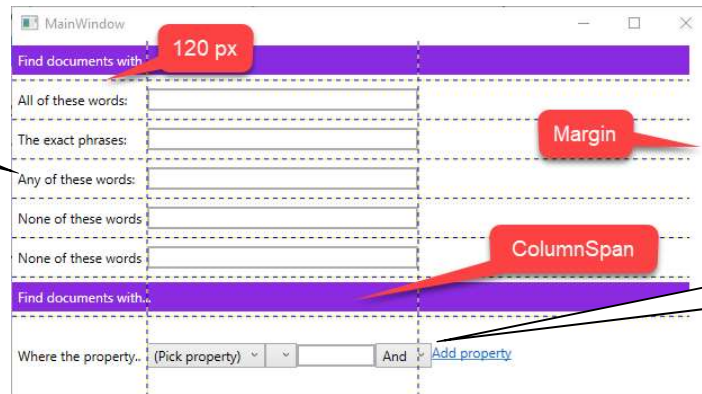 MainWindow
120 px
Find documents with
All of these words:
The exact phrases:
Margin
Any of these words:
None of these words
None of these words
ColumnSpan
Find documents with..
Where the property.. (Pick property) And Add property